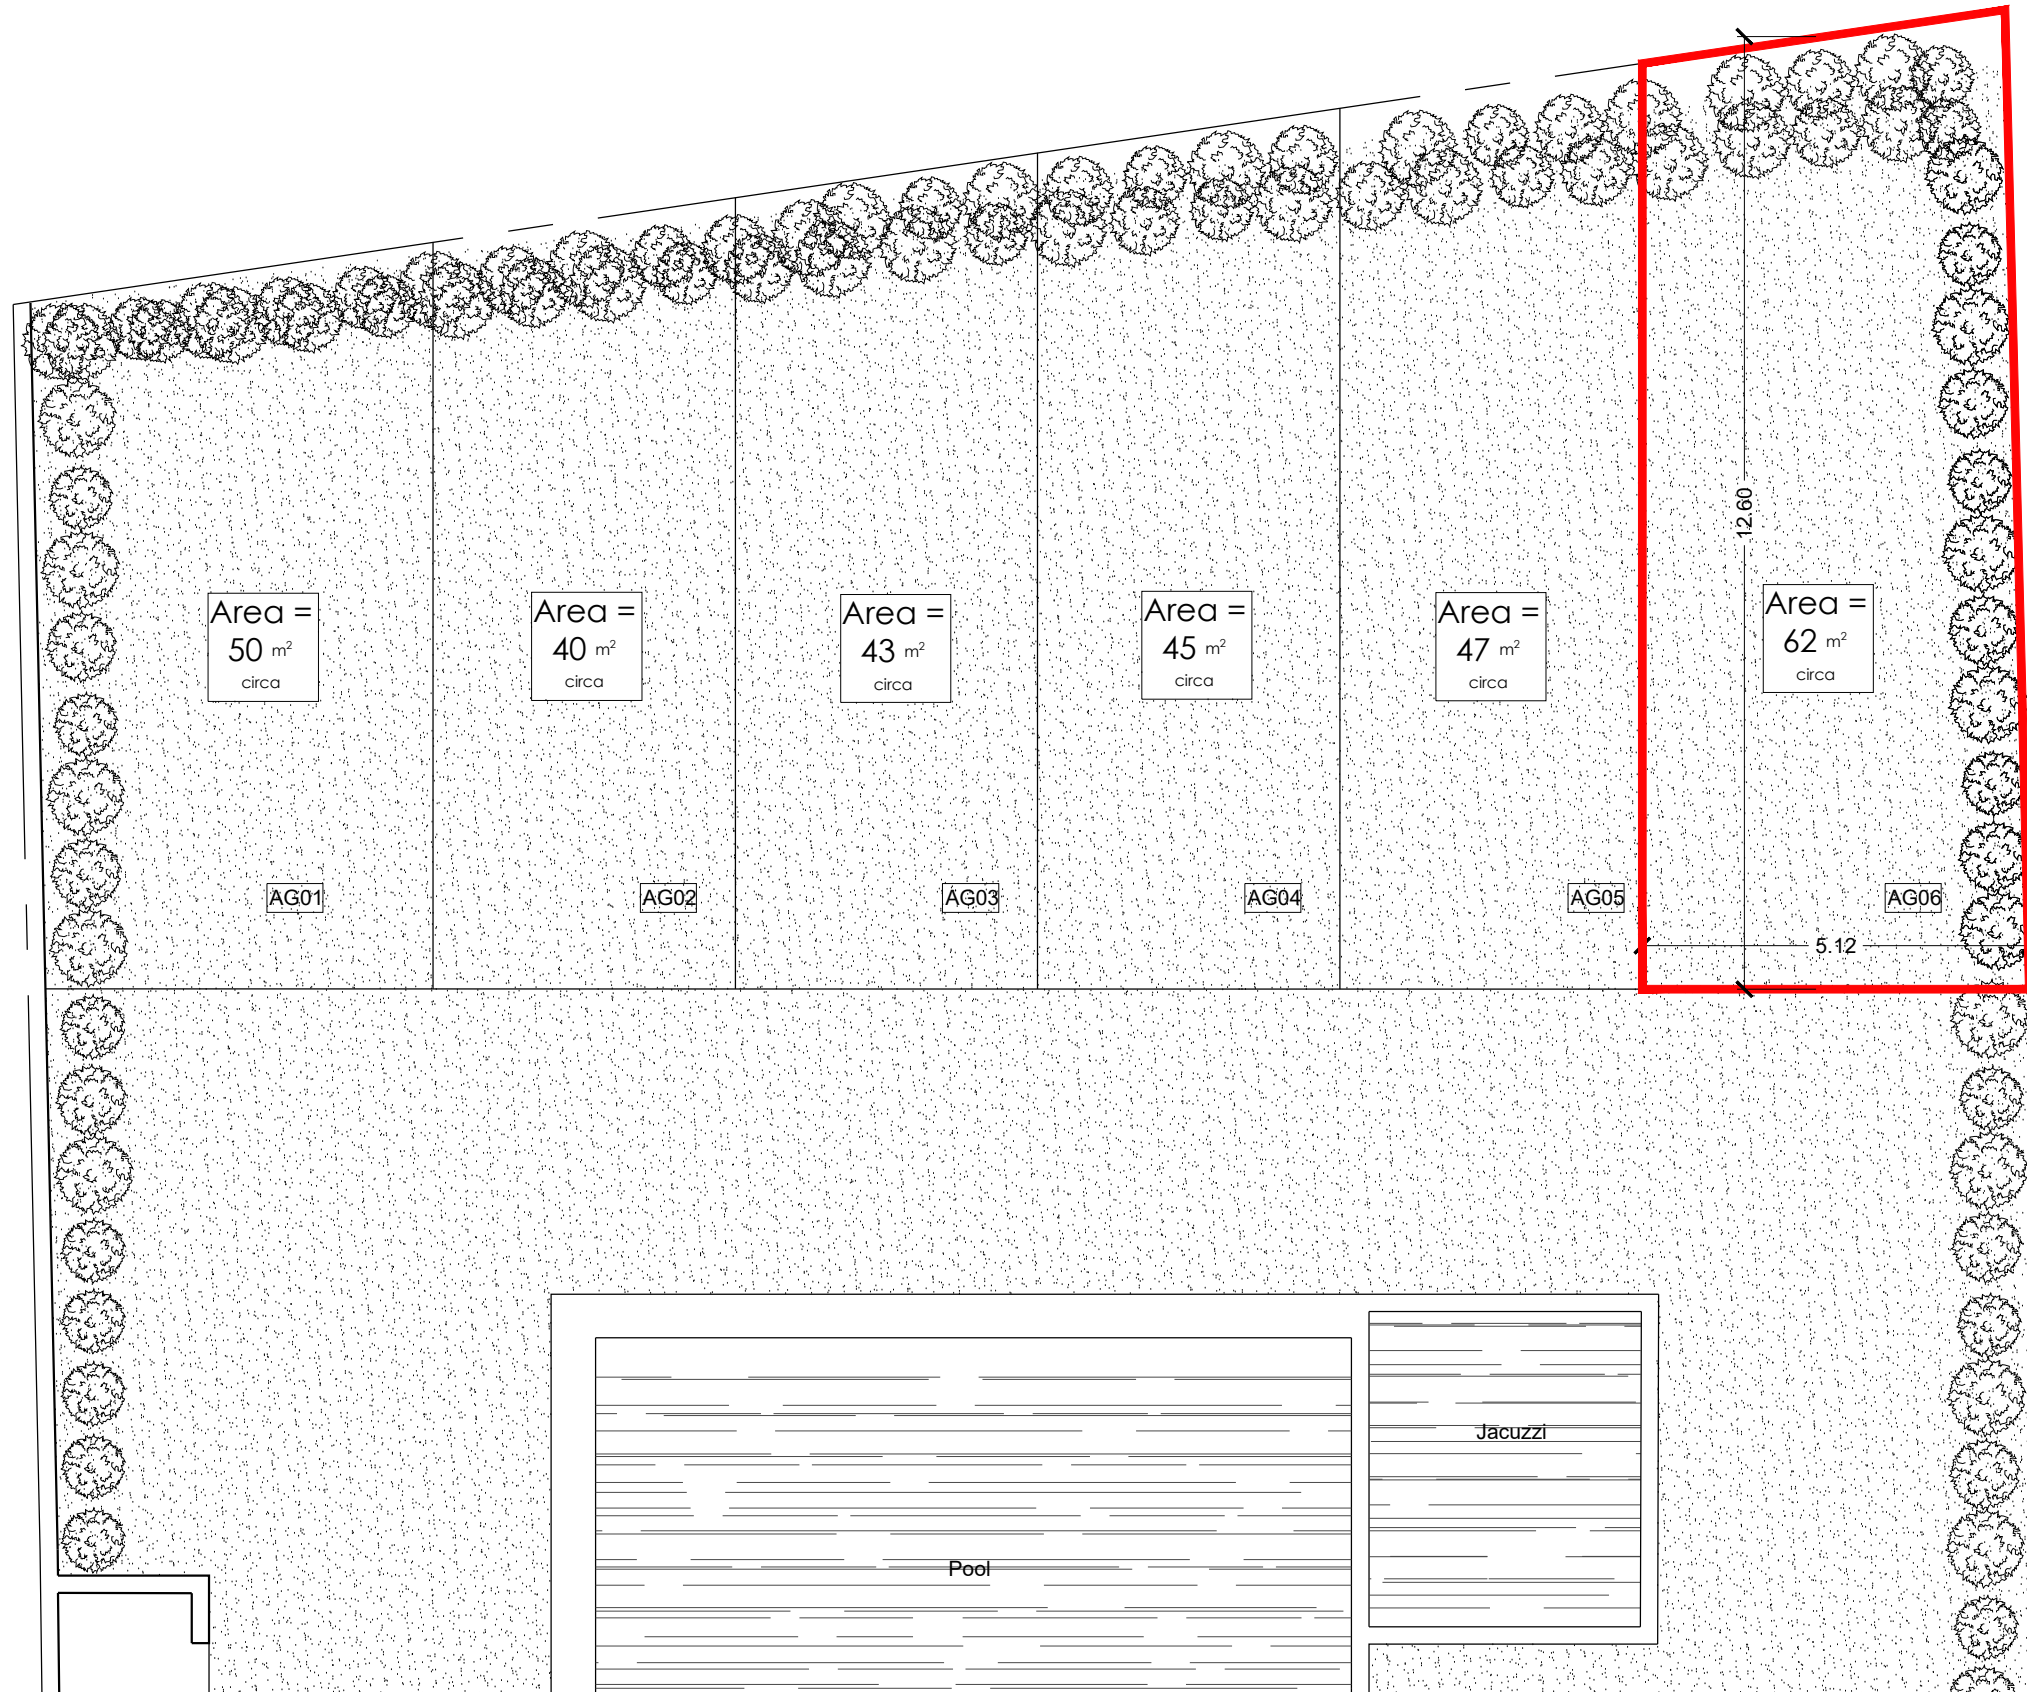 12.60
Area =
50 m²
circa
Area =
40 m²
circa
Area =
43 m²
circa
Area =
45 m²
circa
Area =
47 m²
circa
Area =
62 m²
circa
AG01
AG02
AG03
AG04
AG05
AG06
5.12
Jacuzzi
Pool